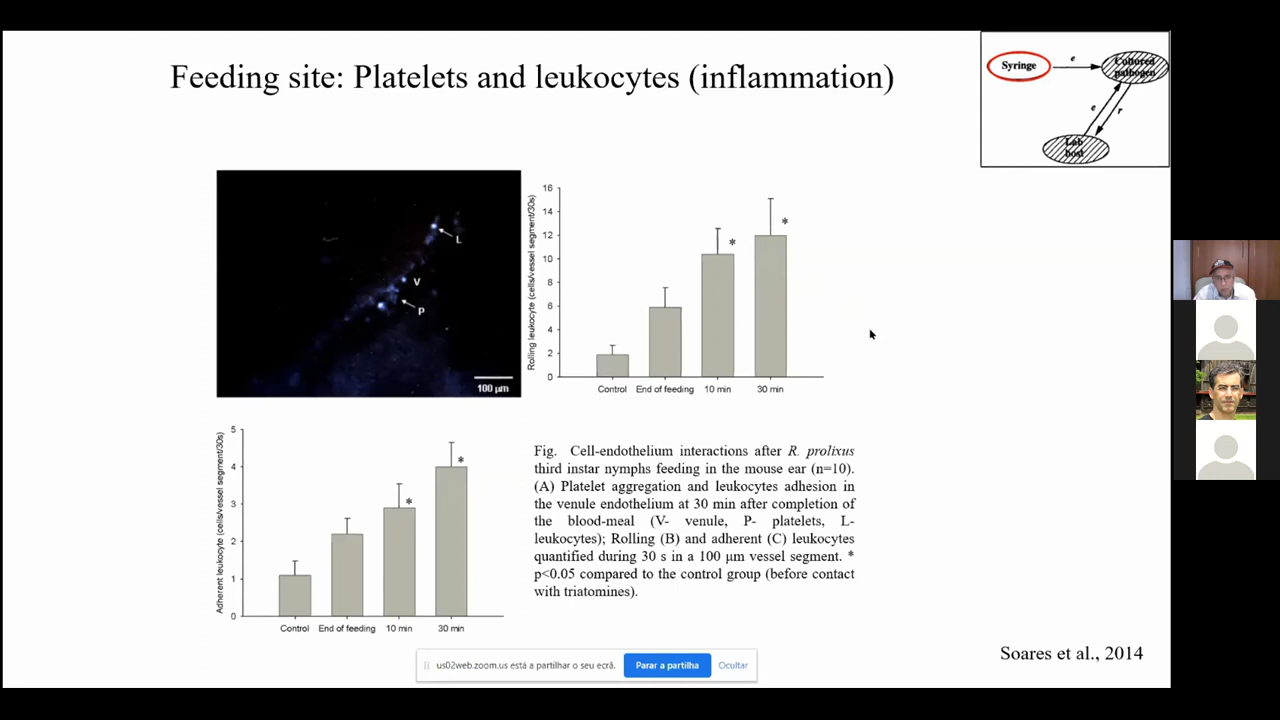 Feeding site: Platelets and leukocytes (inflammation)
Syringe
e
Cultured
pathogen
e
r
Lab
host
L
V
P
100 µm
Rolling leukocyte (cells/vessel segment/30s)
16
14
12
10
8
6
4
2
0
*
*
Control
End of feeding
10 min
30 min
Adherent leukocyte (cells/vessel segment/30s)
5
4
3
2
1
0
*
*
Control
End of feeding
10 min
30 min
Fig. Cell-endothelium interactions after R. prolixus
third instar nymphs feeding in the mouse ear (n=10).
(A) Platelet aggregation and leukocytes adhesion in
the venule endothelium at 30 min after completion of
the blood-meal (V- venule, P- platelets, L-
leukocytes); Rolling (B) and adherent (C) leukocytes
quantified during 30 s in a 100 µm vessel segment. *
p<0.05 compared to the control group (before contact
with triatomines).
Soares et al., 2014
us02web.zoom.us está a partilhar o seu ecrã.
Parar a partilha
Ocultar